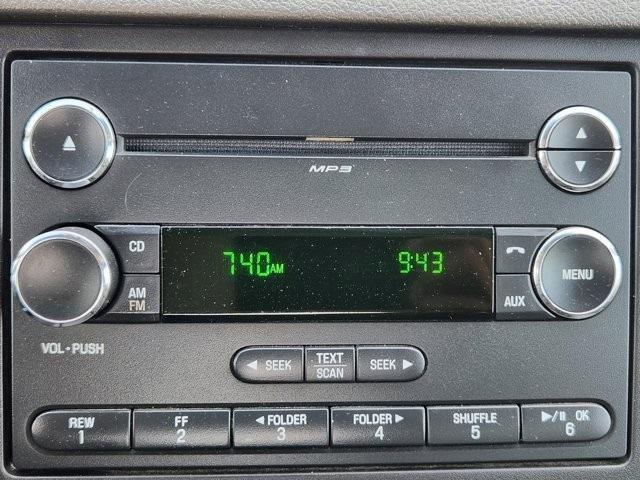 MP3
CD
740AM 9:43
MENU
AM
FM
AUX
VOL-PUSH
◄ SEEK TEXT SCAN SEEK ►
REW FF ◄ FOLDER FOLDER ► SHUFFLE ►/II OK
1 2 3 4 5 6